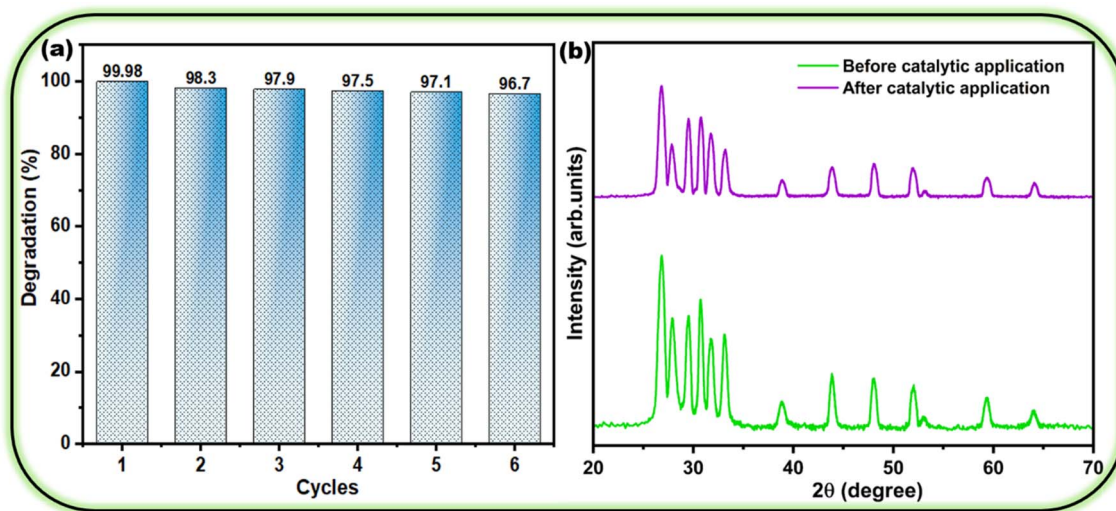 (a)
99.98
98.3
97.9
97.5
97.1
96.7
100
80
60
40
20
0
Degradation (%)
1 2 3 4 5 6
Cycles
(b)
Before catalytic application
After catalytic application
Intensity (arb.units)
20 30 40 50 60 70
2θ (degree)